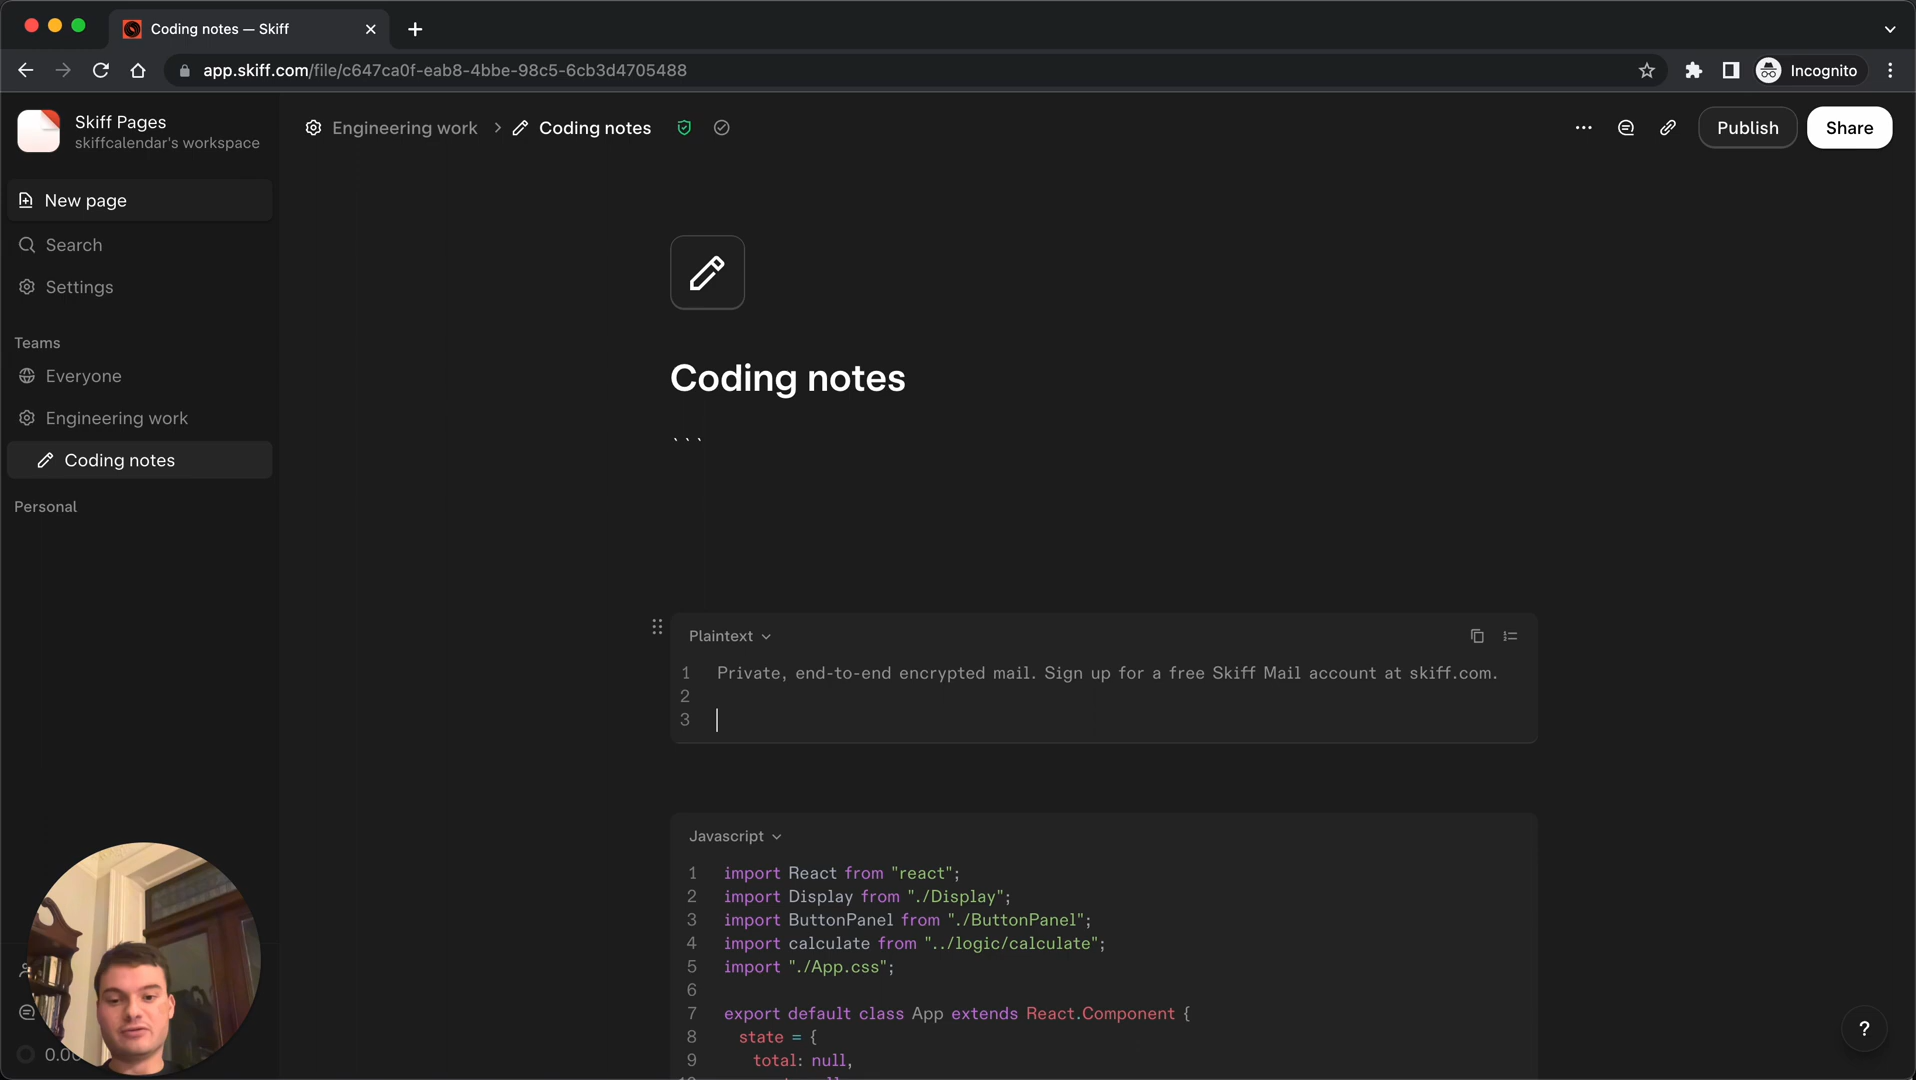 Coding notes — Skiff
app.skiff.com/file/c647ca0f-eab8-4bbe-98c5-6cb3d4705488
Incognito
Skiff Pages
skiffcalendar's workspace
Engineering work > Coding notes
Publish
Share
New page
Search
Settings
Teams
Everyone
Engineering work
Coding notes
Personal
Coding notes
```
Plaintext
1 Private, end-to-end encrypted mail. Sign up for a free Skiff Mail account at skiff.com.
2
3
Javascript
1 import React from "react";
2 import Display from "./Display";
3 import ButtonPanel from "./ButtonPanel";
4 import calculate from "../logic/calculate";
5 import "./App.css";
6
7 export default class App extends React.Component {
8 state = {
9 total: null,
?